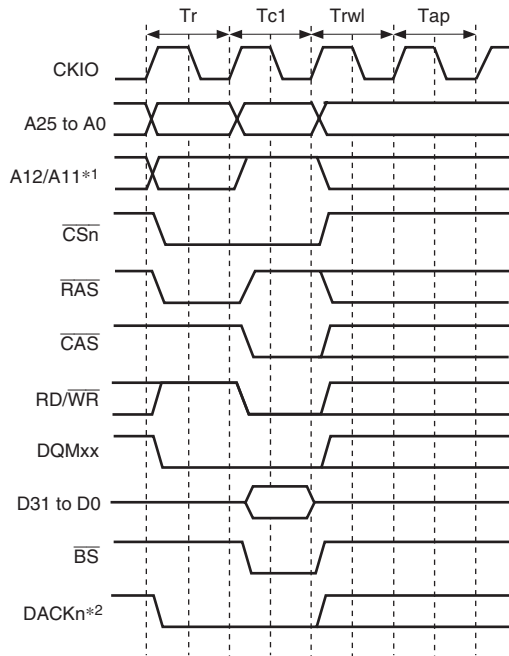 Tr Tc1 Trwl Tap
CKIO
A25 to A0
A12/A11*1
CSn
RAS
CAS
RD/WR
DQMxx
D31 to D0
BS
DACKn*2